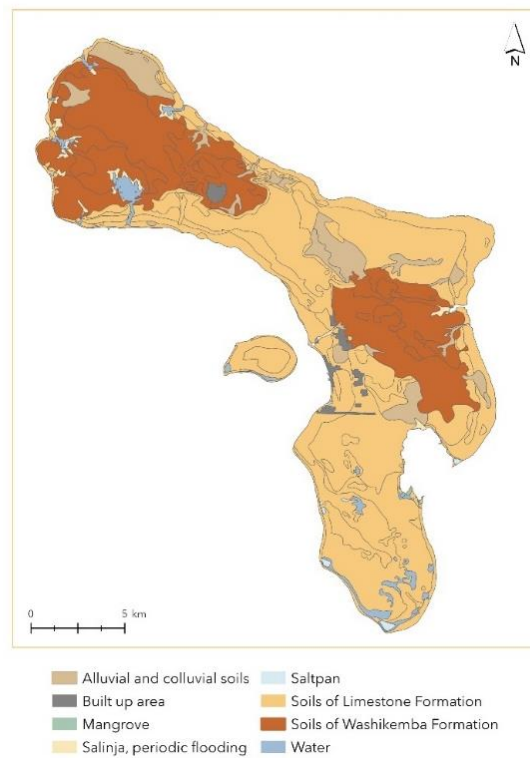 N
0 5 km
Alluvial and colluvial soils
Built up area
Mangrove
Salinja, periodic flooding
Saltpan
Soils of Limestone Formation
Soils of Washikemba Formation
Water